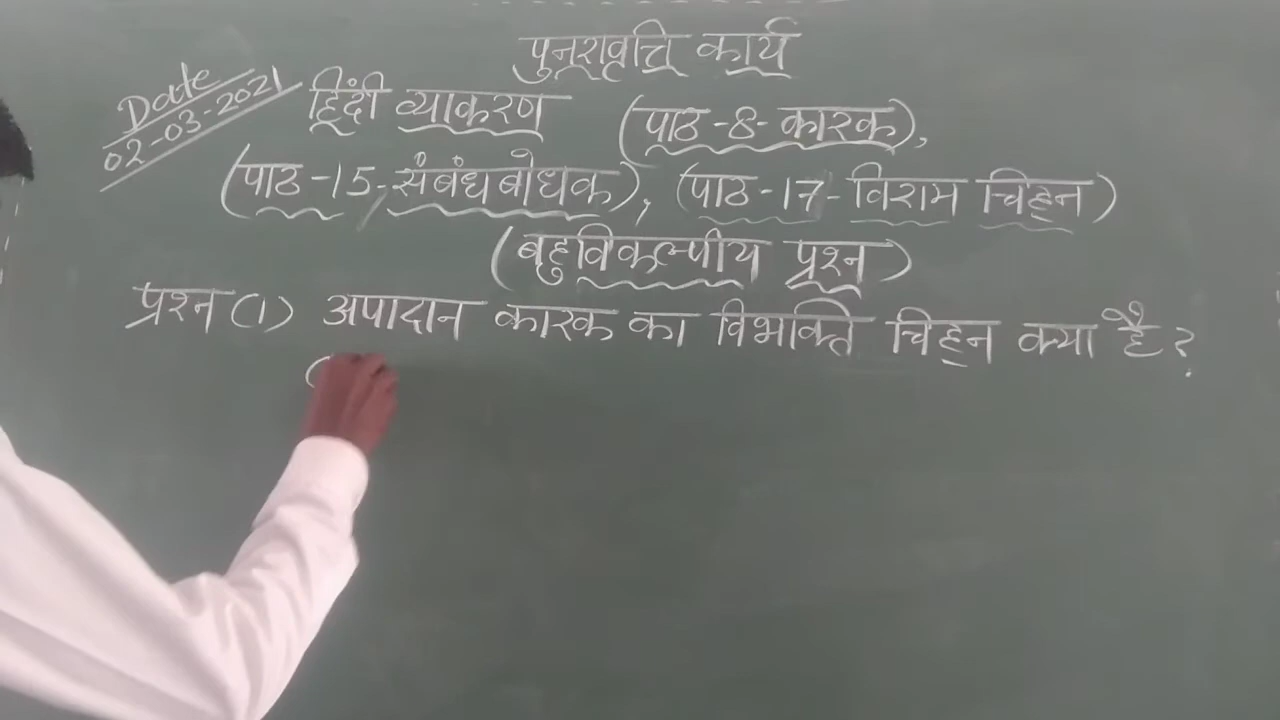 पुनरावृत्ति कार्य
Date
02-03-2021
हिंदी व्याकरण (पाठ-8-कारक),
(पाठ-15,-संबंधबोधक), (पाठ-17-विराम चिह्न)
(बहुविकल्पीय प्रश्न)
प्रश्न (1) अपादान कारक का विभक्ति चिह्न क्या है?
(